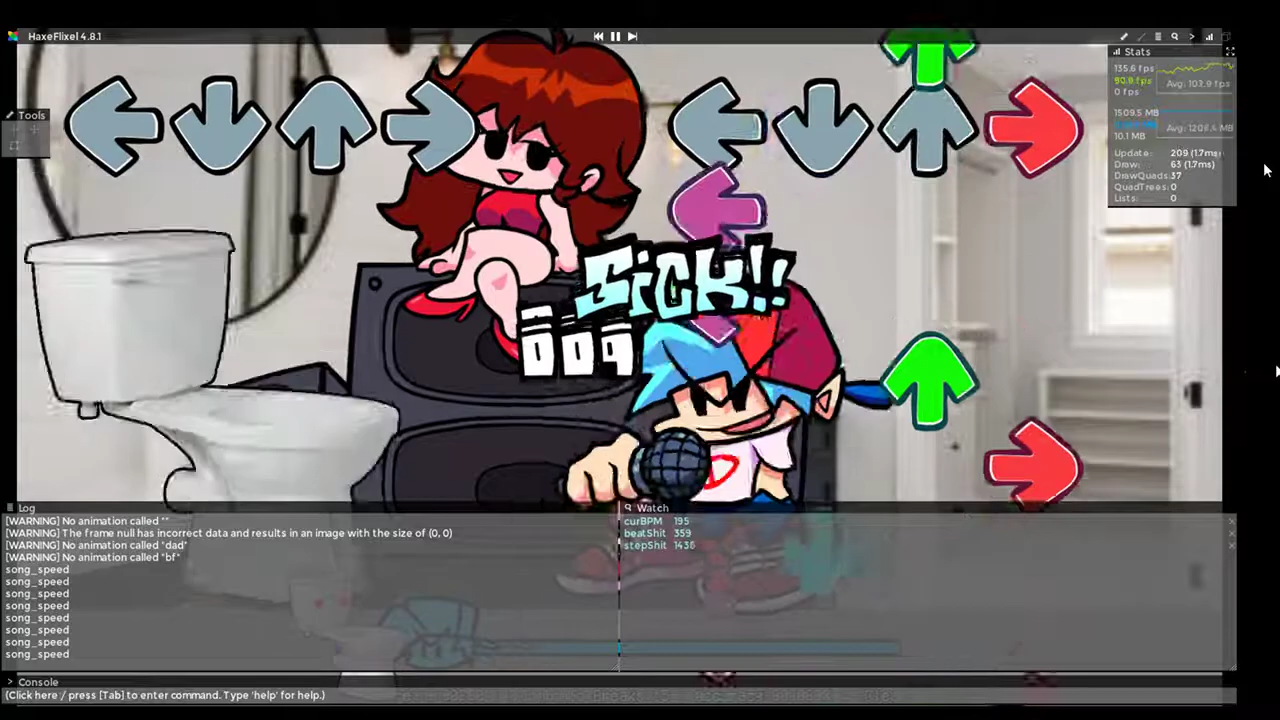 HaxeFlixel 4.8.1
Stats
135.6 fps
0 fps
Avg: 103.9 fps
1509.5 MB
10.1 MB
Update: 209 (1.7ms)
Draw: 63 (1.7ms)
DrawQuads: 37
QuadTrees: 0
Lists: 0
Tools
SiCK!!
009
Log
[WARNING] No animation called ""
[WARNING] The frame null has incorrect data and results in an image with the size of (0, 0)
[WARNING] No animation called "dad"
[WARNING] No animation called "bf"
song_speed
song_speed
song_speed
song_speed
song_speed
song_speed
song_speed
song_speed
Watch
curBPM 195
beatShit 359
stepShit 1436
> Console
(Click here / press [Tab] to enter command. Type 'help' for help.)